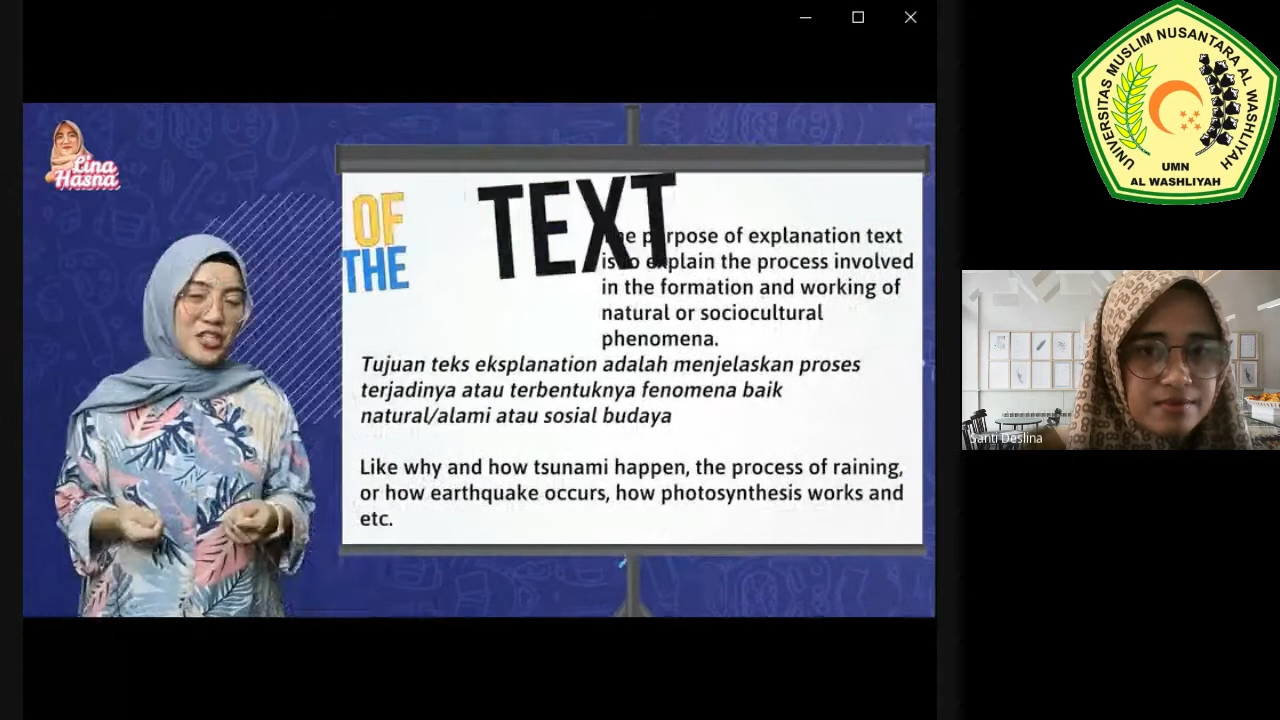 Lina
Hasna
OF
THE
TEXT
The purpose of explanation text
is to explain the process involved
in the formation and working of
natural or sociocultural
phenomena.
Tujuan teks eksplanation adalah menjelaskan proses
terjadinya atau terbentuknya fenomena baik
natural/alami atau sosial budaya
Like why and how tsunami happen, the process of raining,
or how earthquake occurs, how photosynthesis works and
etc.
UNIVERSITAS MUSLIM NUSANTARA AL WASHLIYAH
UMN
AL WASHLIYAH
Santi Deslina